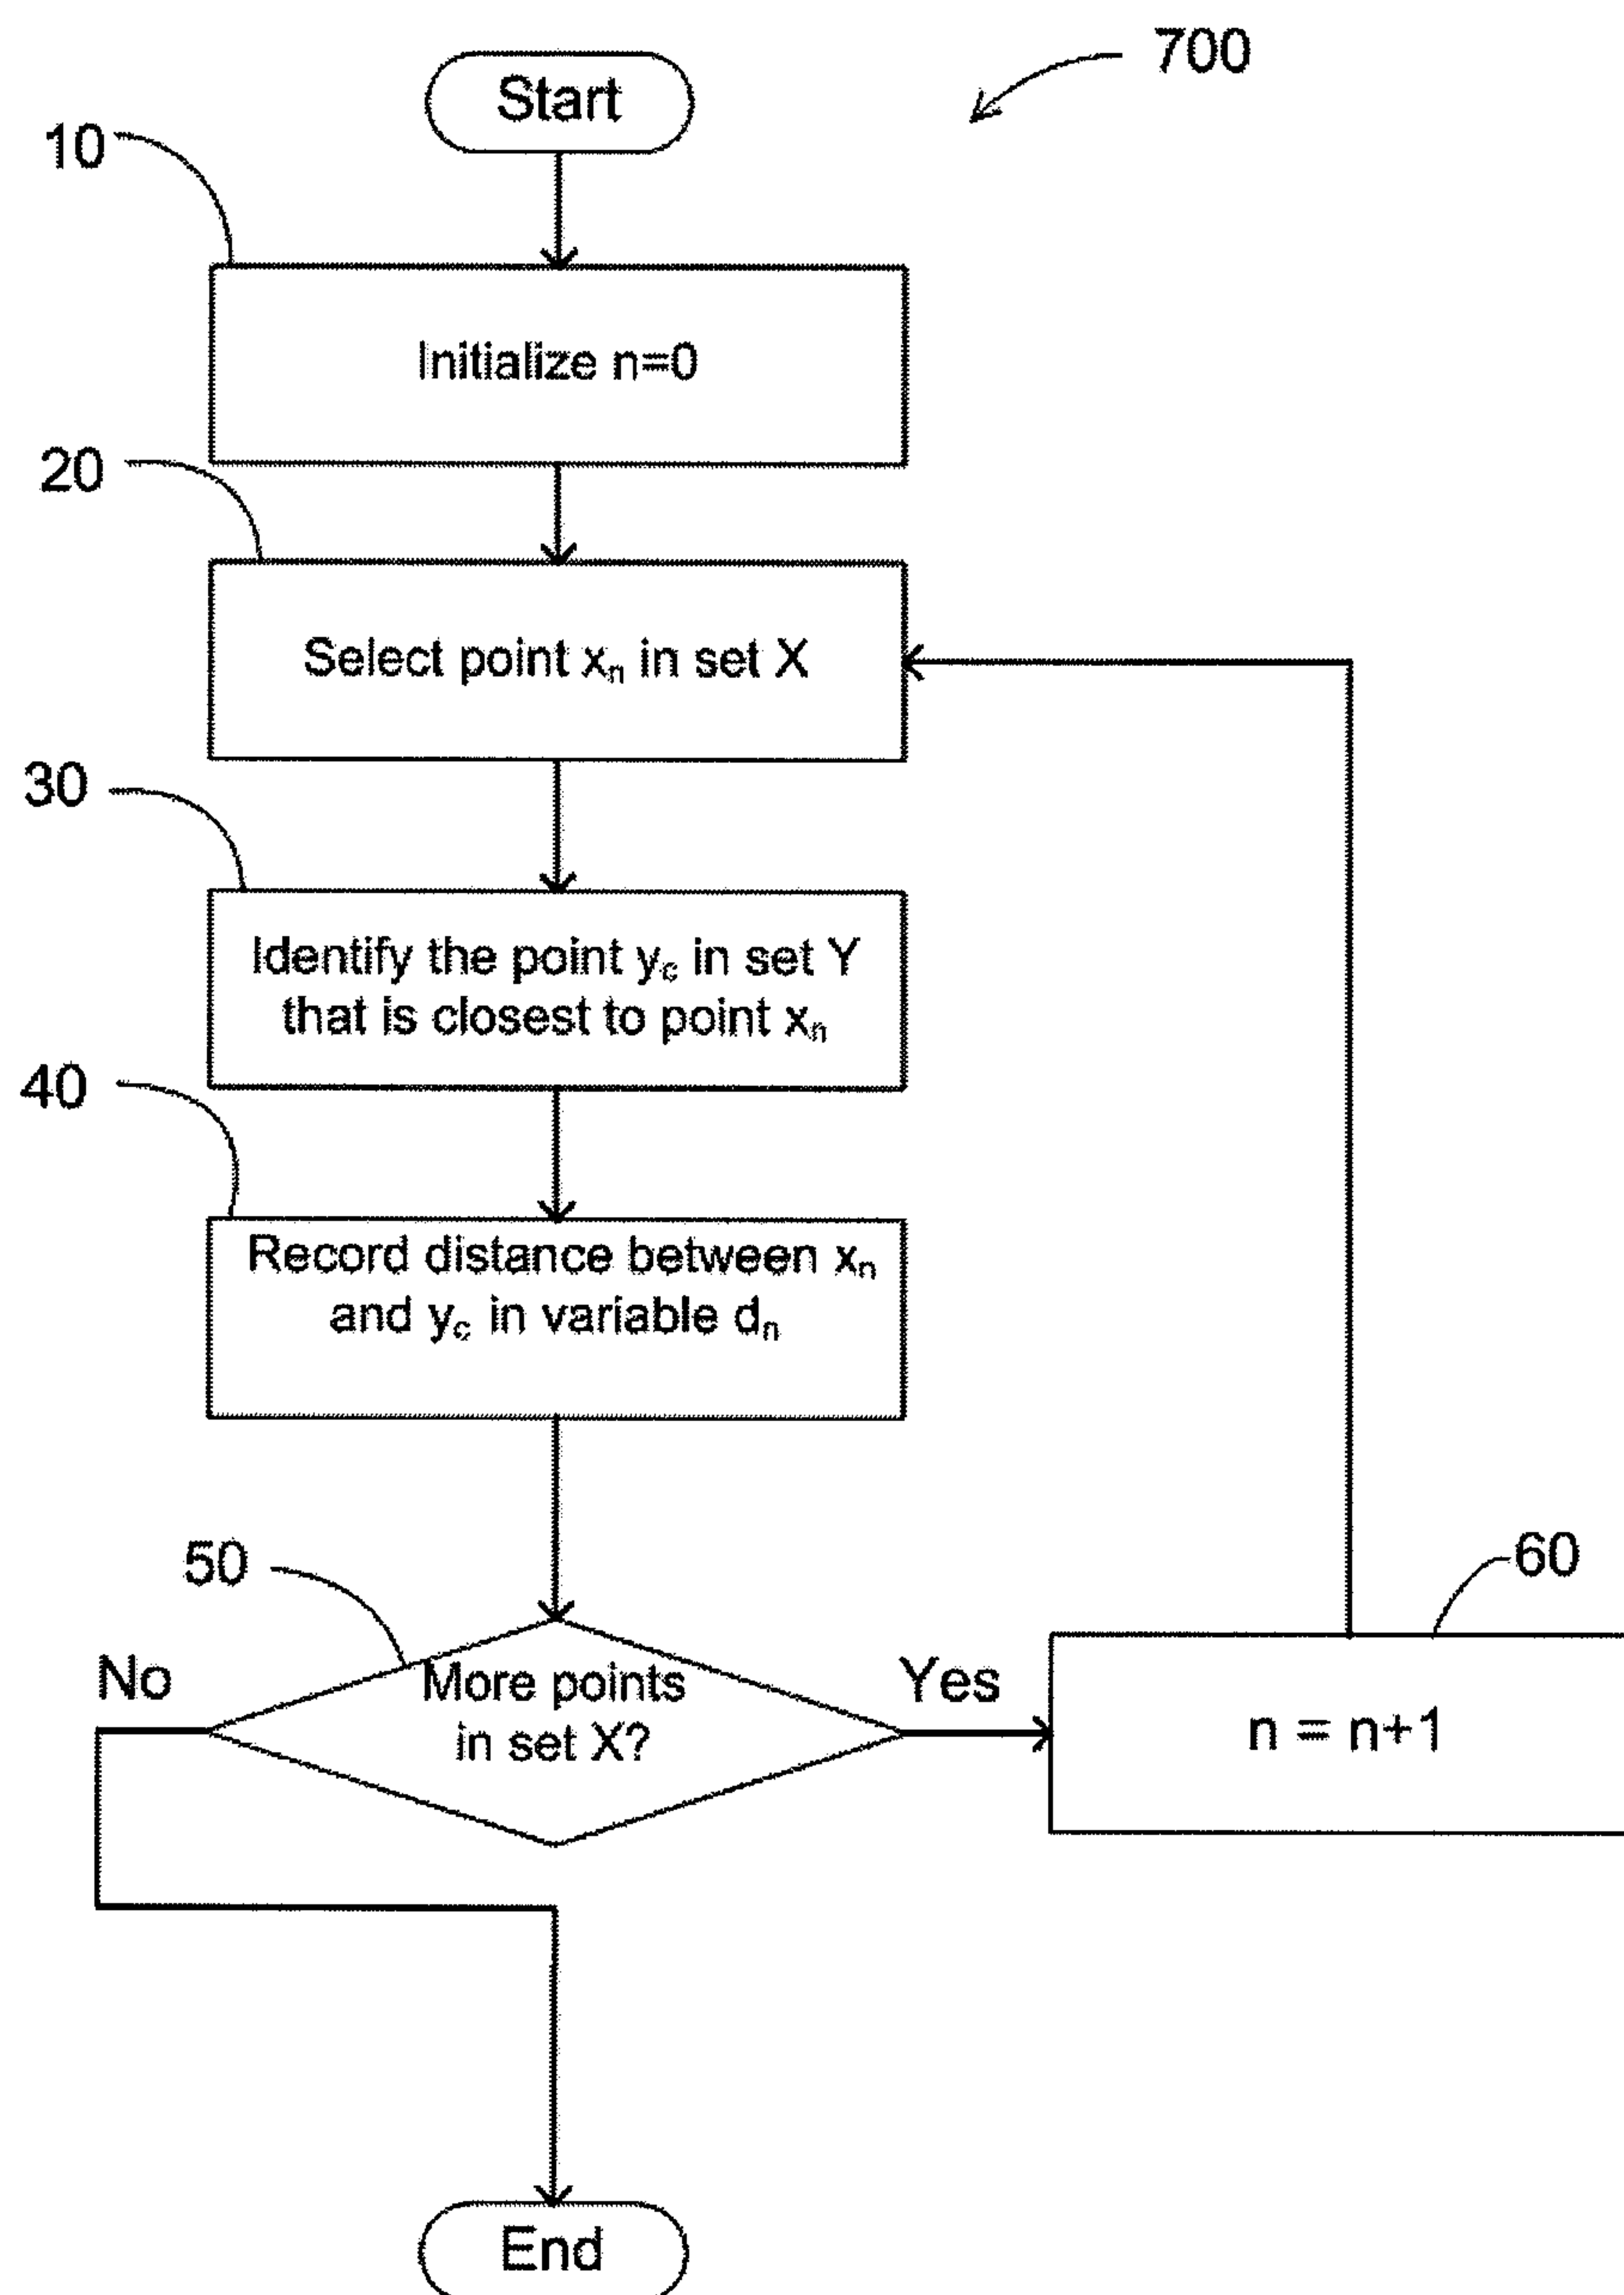 700
Start
10
Initialize n=0
20
Select point xₙ in set X
30
Identify the point y꜀ in set Y
that is closest to point xₙ
40
Record distance between xₙ
and y꜀ in variable dₙ
50
No
More points
in set X?
Yes
60
n = n+1
End